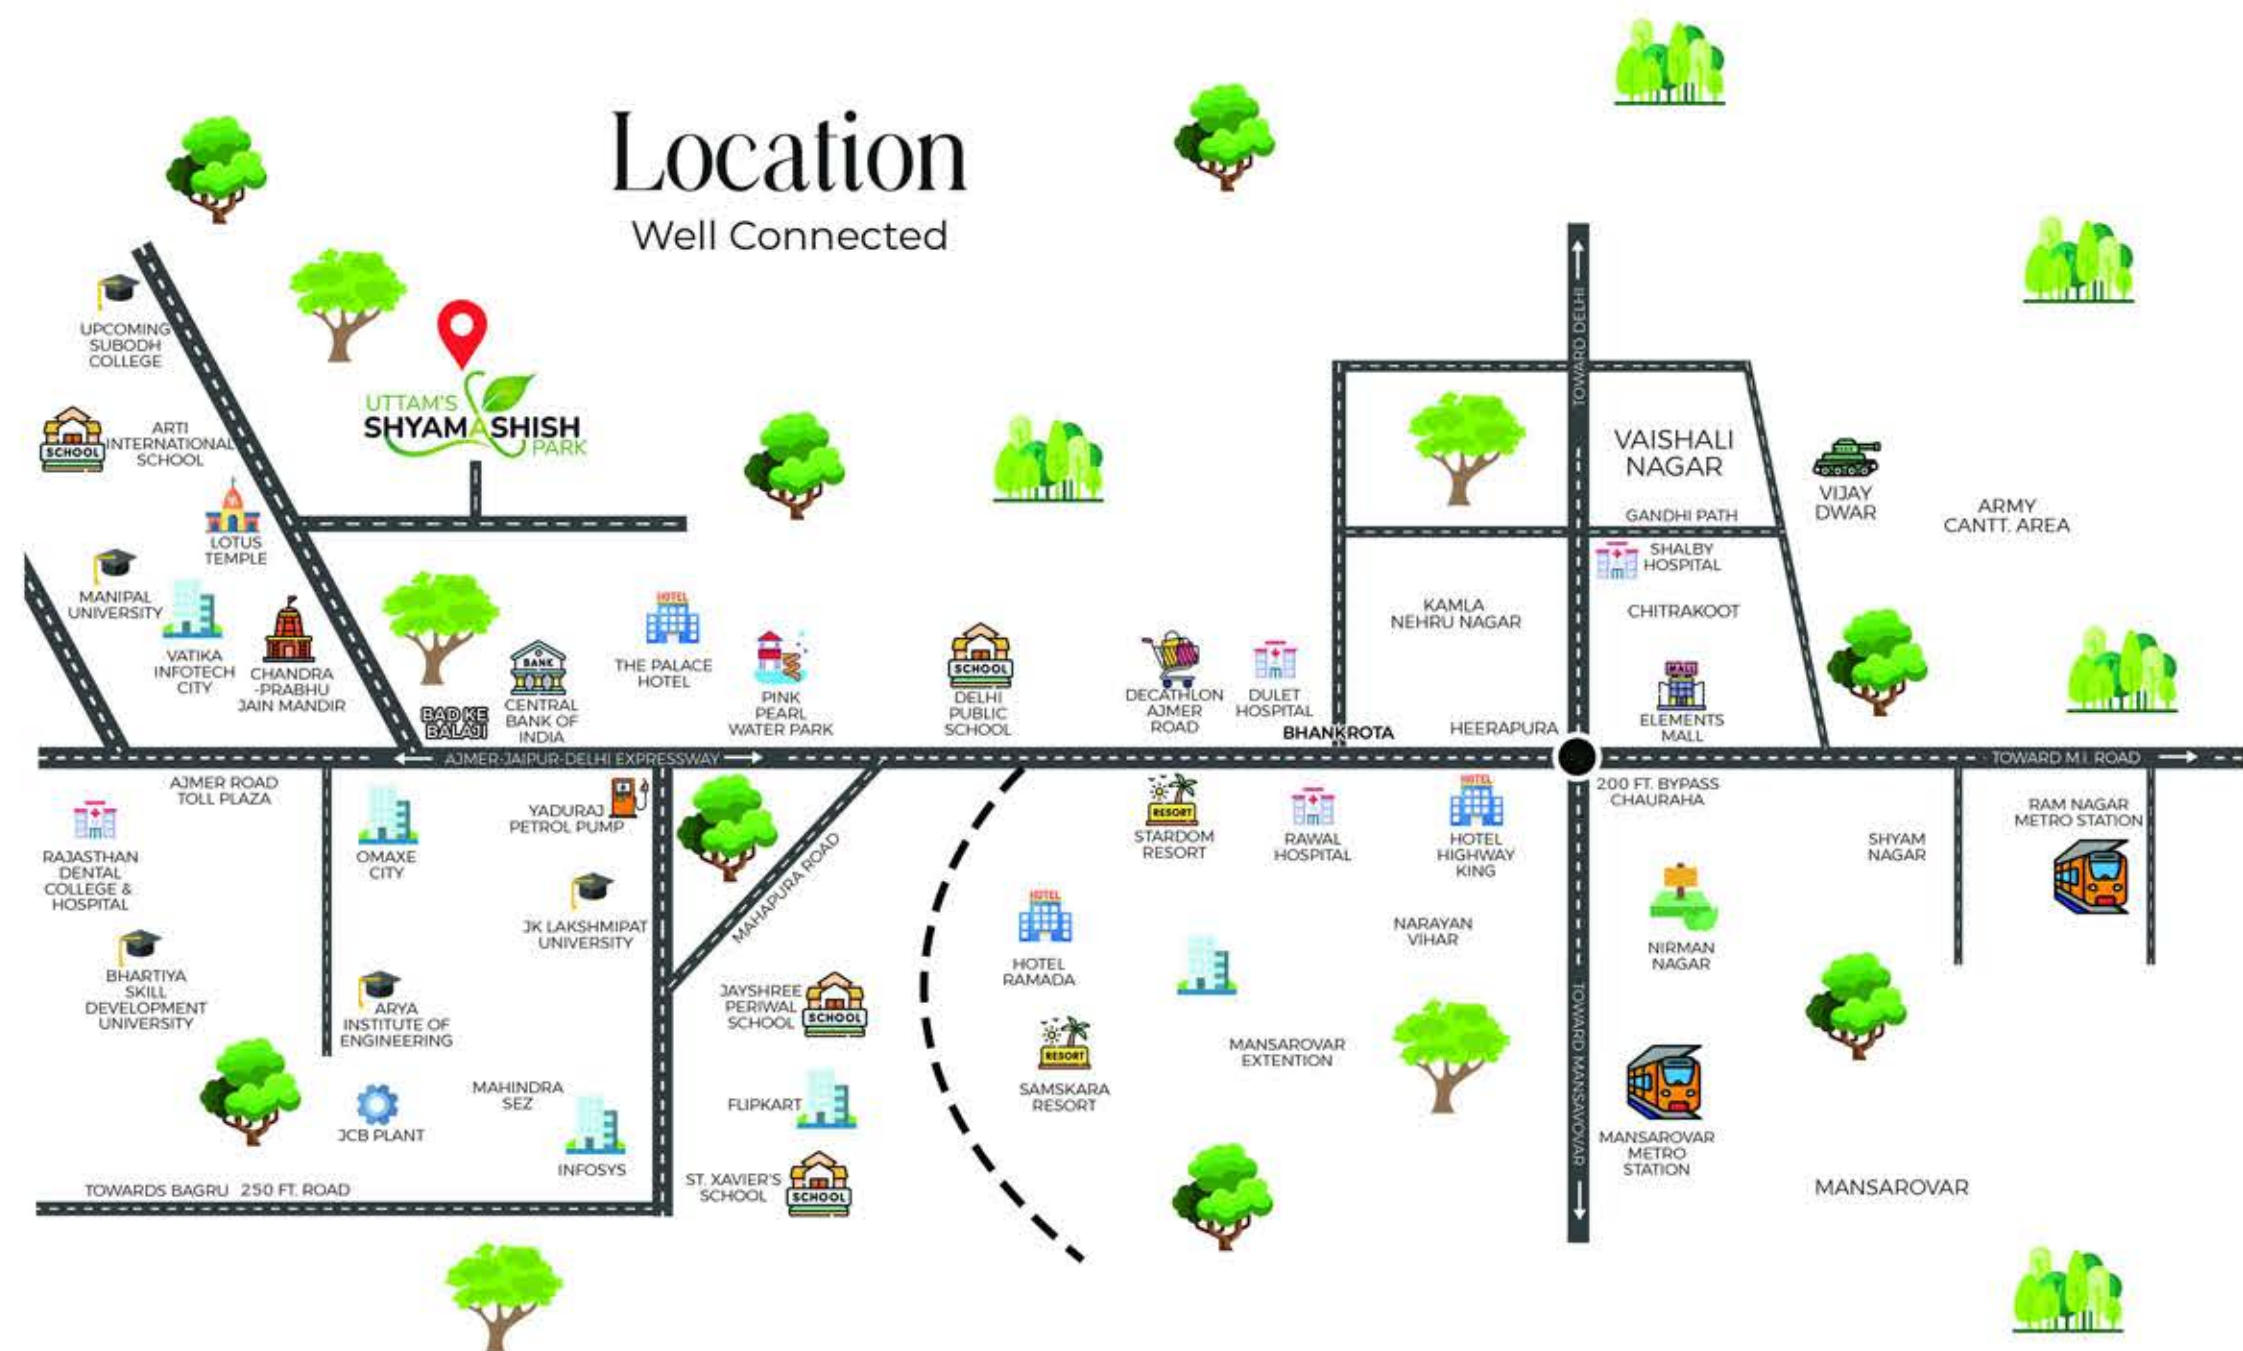 Location
Well Connected
UPCOMING
SUBODH
COLLEGE
SCHOOL
ARTI
INTERNATIONAL
SCHOOL
UTTAM'S
SHYAMASHISH
PARK
LOTUS
TEMPLE
MANIPAL
UNIVERSITY
VATIKA
INFOTECH
CITY
CHANDRA
-PRABHU
JAIN MANDIR
BAD KE
BALAJI
BANK
CENTRAL
BANK OF
INDIA
HOTEL
THE PALACE
HOTEL
PINK
PEARL
WATER PARK
SCHOOL
DELHI
PUBLIC
SCHOOL
DECATHLON
AJMER
ROAD
DULET
HOSPITAL
BHANKROTA
KAMLA
NEHRU NAGAR
HEERAPURA
TOWARD DELHI
VAISHALI
NAGAR
GANDHI PATH
SHALBY
HOSPITAL
CHITRAKOOT
MALL
ELEMENTS
MALL
VIJAY
DWAR
ARMY
CANTT. AREA
AJMER-JAIPUR-DELHI EXPRESSWAY
TOWARD M.I. ROAD
AJMER ROAD
TOLL PLAZA
RAJASTHAN
DENTAL
COLLEGE &
HOSPITAL
BHARTIYA
SKILL
DEVELOPMENT
UNIVERSITY
OMAXE
CITY
YADURAJ
PETROL PUMP
JK LAKSHMIPAT
UNIVERSITY
ARYA
INSTITUTE OF
ENGINEERING
JCB PLANT
MAHINDRA
SEZ
INFOSYS
TOWARDS BAGRU 250 FT. ROAD
MAHAPURA ROAD
JAYSHREE
PERIWAL
SCHOOL
SCHOOL
FLIPKART
ST. XAVIER'S
SCHOOL
SCHOOL
HOTEL
HOTEL
RAMADA
RESORT
SAMSKARA
RESORT
RESORT
STARDOM
RESORT
RAWAL
HOSPITAL
HOTEL
HOTEL
HIGHWAY
KING
NARAYAN
VIHAR
MANSAROVAR
EXTENTION
200 FT. BYPASS
CHAURAHA
NIRMAN
NAGAR
TOWARD MANSAVOVAR
MANSAROVAR
METRO
STATION
SHYAM
NAGAR
RAM NAGAR
METRO STATION
MANSAROVAR